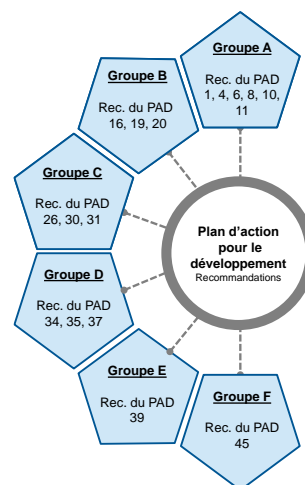 Groupe A
Rec. du PAD
1, 4, 6, 8, 10,
11
Groupe B
Rec. du PAD
16, 19, 20
Groupe C
Rec. du PAD
26, 30, 31
Plan d’action
pour le
développement
Recommandations
Groupe D
Rec. du PAD
34, 35, 37
Groupe E
Rec. du PAD
39
Groupe F
Rec. du PAD
45